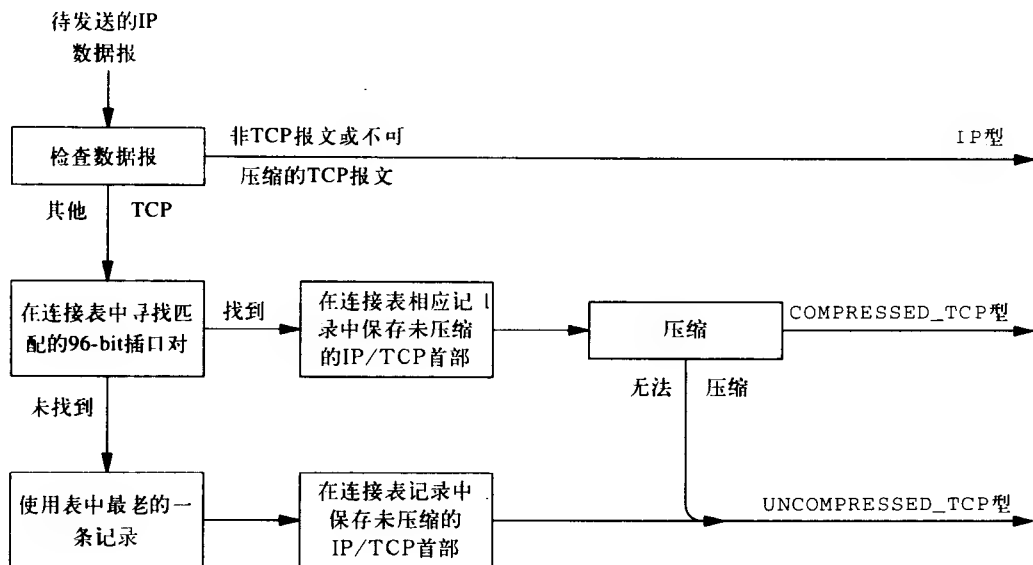 待发送的IP
数据报
检查数据报
非TCP报文或不可
压缩的TCP报文
IP型
其他 TCP
在连接表中寻找匹
配的96-bit插口对
找到
在连接表相应记
录中保存未压缩
的IP/TCP首部
压缩
COMPRESSED_TCP型
无法 压缩
未找到
使用表中最老的一
条记录
在连接表记录中
保存未压缩的
IP/TCP首部
UNCOMPRESSED_TCP型